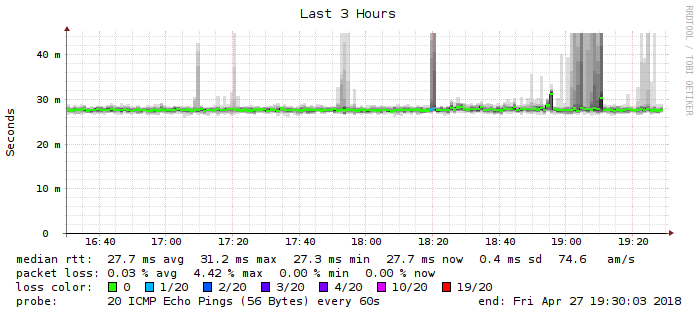 Last 3 Hours
RRDTOOL / TOBI OETIKER
Seconds
40 m
30 m
20 m
10 m
0
16:40 17:00 17:20 17:40 18:00 18:20 18:40 19:00 19:20
median rtt: 27.7 ms avg 31.2 ms max 27.3 ms min 27.7 ms now 0.4 ms sd 74.6 am/s
packet loss: 0.03 % avg 4.42 % max 0.00 % min 0.00 % now
loss color: 0 1/20 2/20 3/20 4/20 10/20 19/20
probe: 20 ICMP Echo Pings (56 Bytes) every 60s end: Fri Apr 27 19:30:03 2018